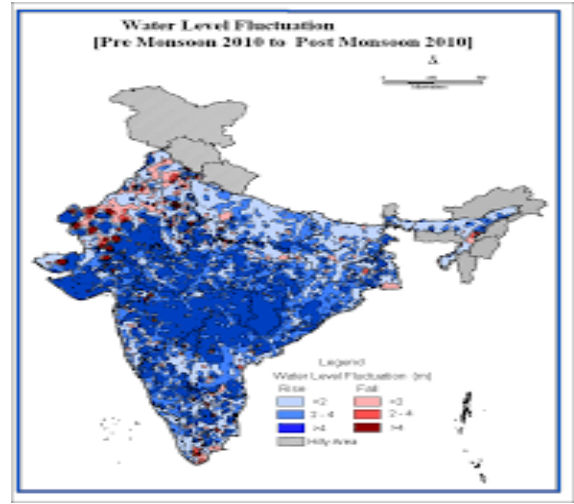 Water Level Fluctuation
[Pre Monsoon 2010 to Post Monsoon 2010]
Legend
Water Level Fluctuation (m)
Rise Fall
<2 <2
2 - 4 2 - 4
>4 >4
Hilly Area